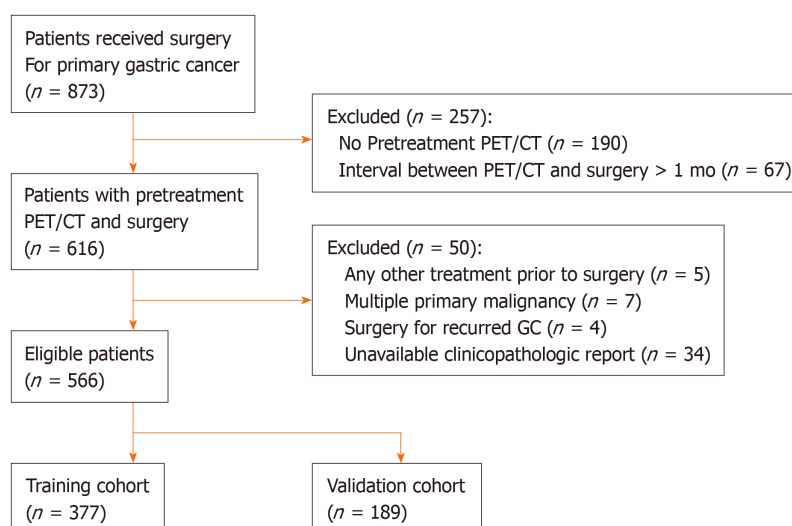 Patients received surgery
For primary gastric cancer
(n = 873)
Excluded (n = 257):
No Pretreatment PET/CT (n = 190)
Interval between PET/CT and surgery > 1 mo (n = 67)
Patients with pretreatment
PET/CT and surgery
(n = 616)
Excluded (n = 50):
Any other treatment prior to surgery (n = 5)
Multiple primary malignancy (n = 7)
Surgery for recurred GC (n = 4)
Unavailable clinicopathologic report (n = 34)
Eligible patients
(n = 566)
Training cohort
(n = 377)
Validation cohort
(n = 189)